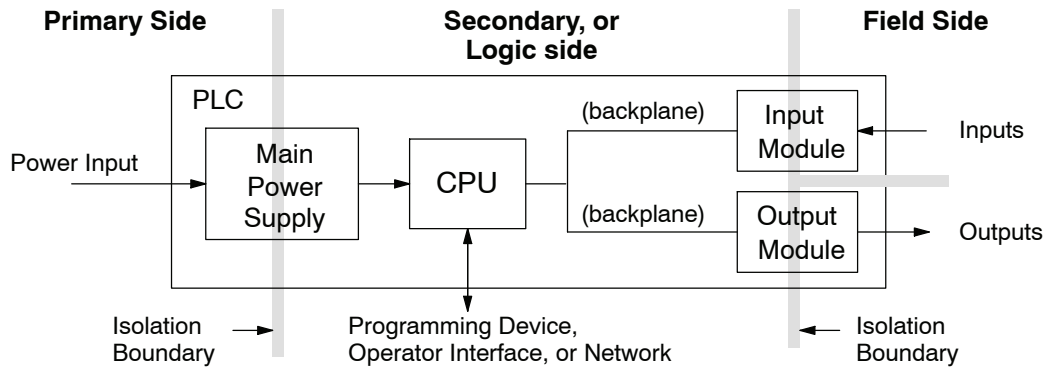 Primary Side
Secondary, or
Logic side
Field Side
PLC
(backplane)
Input
Module
Inputs
Power Input
Main
Power
Supply
CPU
(backplane)
Output
Module
Outputs
Isolation
Boundary
Programming Device,
Operator Interface, or Network
Isolation
Boundary